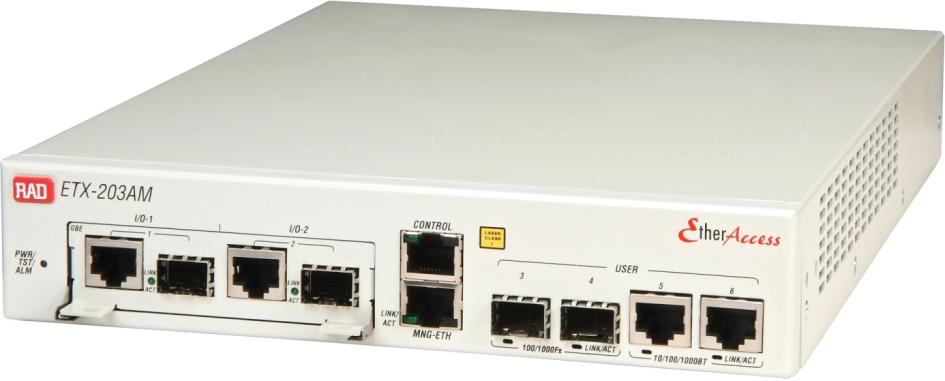 RAD ETX-203AM
I/O-1 I/O-2
GBE 1 2
PWR/
TST/
ALM
LINK
ACT
LINK
ACT
CONTROL
LINK/
ACT
MNG-ETH
LASER
CLASS
1
EtherAccess
USER
3 4 5 6
100/1000Fx LINK/ACT 10/100/1000BT LINK/ACT